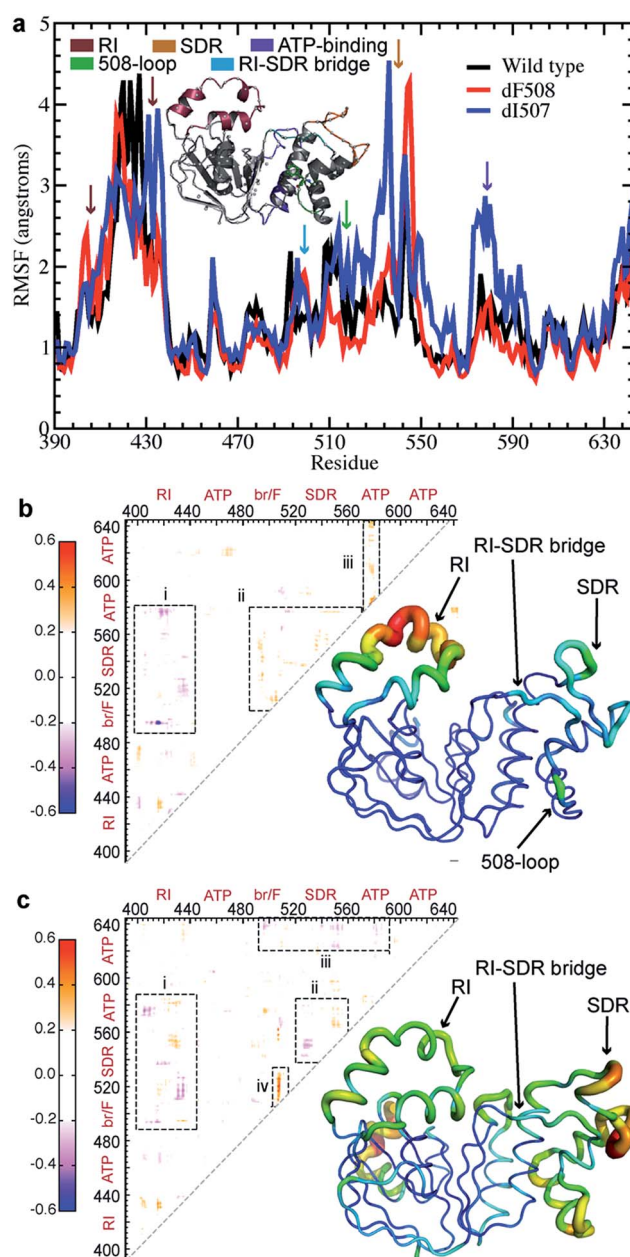 a
RI SDR ATP-binding
508-loop RI-SDR bridge
Wild type
dF508
dI507
RMSF (angstroms)
5
4
3
2
1
0
390 430 470 510 550 590 630
Residue
b
RI ATP br/F SDR ATP ATP
400 440 480 520 560 600 640
0.6
0.4
0.2
0.0
-0.2
-0.4
-0.6
ATP
ATP
SDR
br/F
ATP
RI
640
600
560
520
480
440
400
i
ii
iii
RI
RI-SDR bridge
SDR
508-loop
c
RI ATP br/F SDR ATP ATP
400 440 480 520 560 600 640
0.6
0.4
0.2
0.0
-0.2
-0.4
-0.6
ATP
ATP
SDR
br/F
ATP
RI
640
600
560
520
480
440
400
i
ii
iii
iv
RI
RI-SDR bridge
SDR